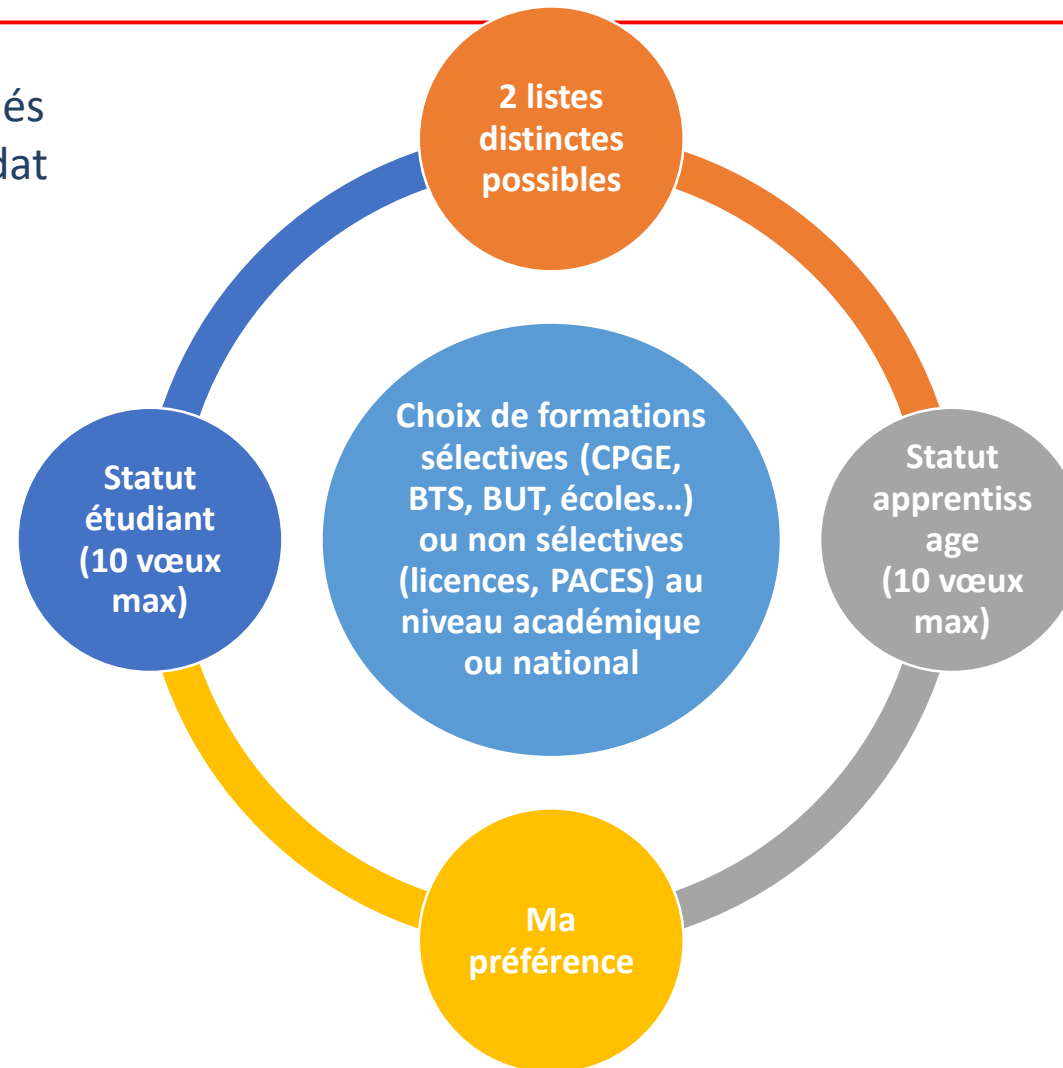 és
dat
2 listes
distinctes
possibles
Choix de formations
sélectives (CPGE,
BTS, BUT, écoles…)
ou non sélectives
(licences, PACES) au
niveau académique
ou national
Statut
étudiant
(10 vœux
max)
Statut
apprentiss
age
(10 vœux
max)
Ma
préférence